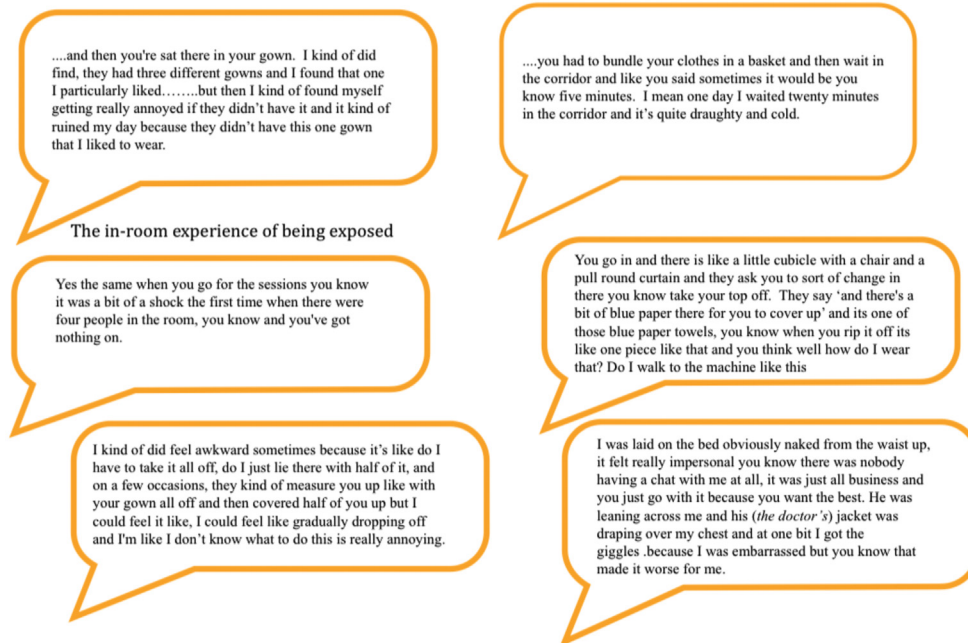 ....and then you're sat there in your gown.  I kind of did
find, they had three different gowns and I found that one
I particularly liked……..but then I kind of found myself
getting really annoyed if they didn't have it and it kind of
ruined my day because they didn't have this one gown
that I liked to wear.
....you had to bundle your clothes in a basket and then wait in
the corridor and like you said sometimes it would be you
know five minutes.  I mean one day I waited twenty minutes
in the corridor and it's quite draughty and cold.
The in-room experience of being exposed
Yes the same when you go for the sessions you know
it was a bit of a shock the first time when there were
four people in the room, you know and you've got
nothing on.
You go in and there is like a little cubicle with a chair and a
pull round curtain and they ask you to sort of change in
there you know take your top off.  They say 'and there's a
bit of blue paper there for you to cover up' and its one of
those blue paper towels, you know when you rip it off its
like one piece like that and you think well how do I wear
that? Do I walk to the machine like this
I kind of did feel awkward sometimes because it's like do I
have to take it all off, do I just lie there with half of it, and
on a few occasions, they kind of measure you up like with
your gown all off and then covered half of you up but I
could feel it like, I could feel like gradually dropping off
and I'm like I don't know what to do this is really annoying.
I was laid on the bed obviously naked from the waist up,
it felt really impersonal you know there was nobody
having a chat with me at all, it was just all business and
you just go with it because you want the best. He was
leaning across me and his (the doctor's) jacket was
draping over my chest and at one bit I got the
giggles .because I was embarrassed but you know that
made it worse for me.